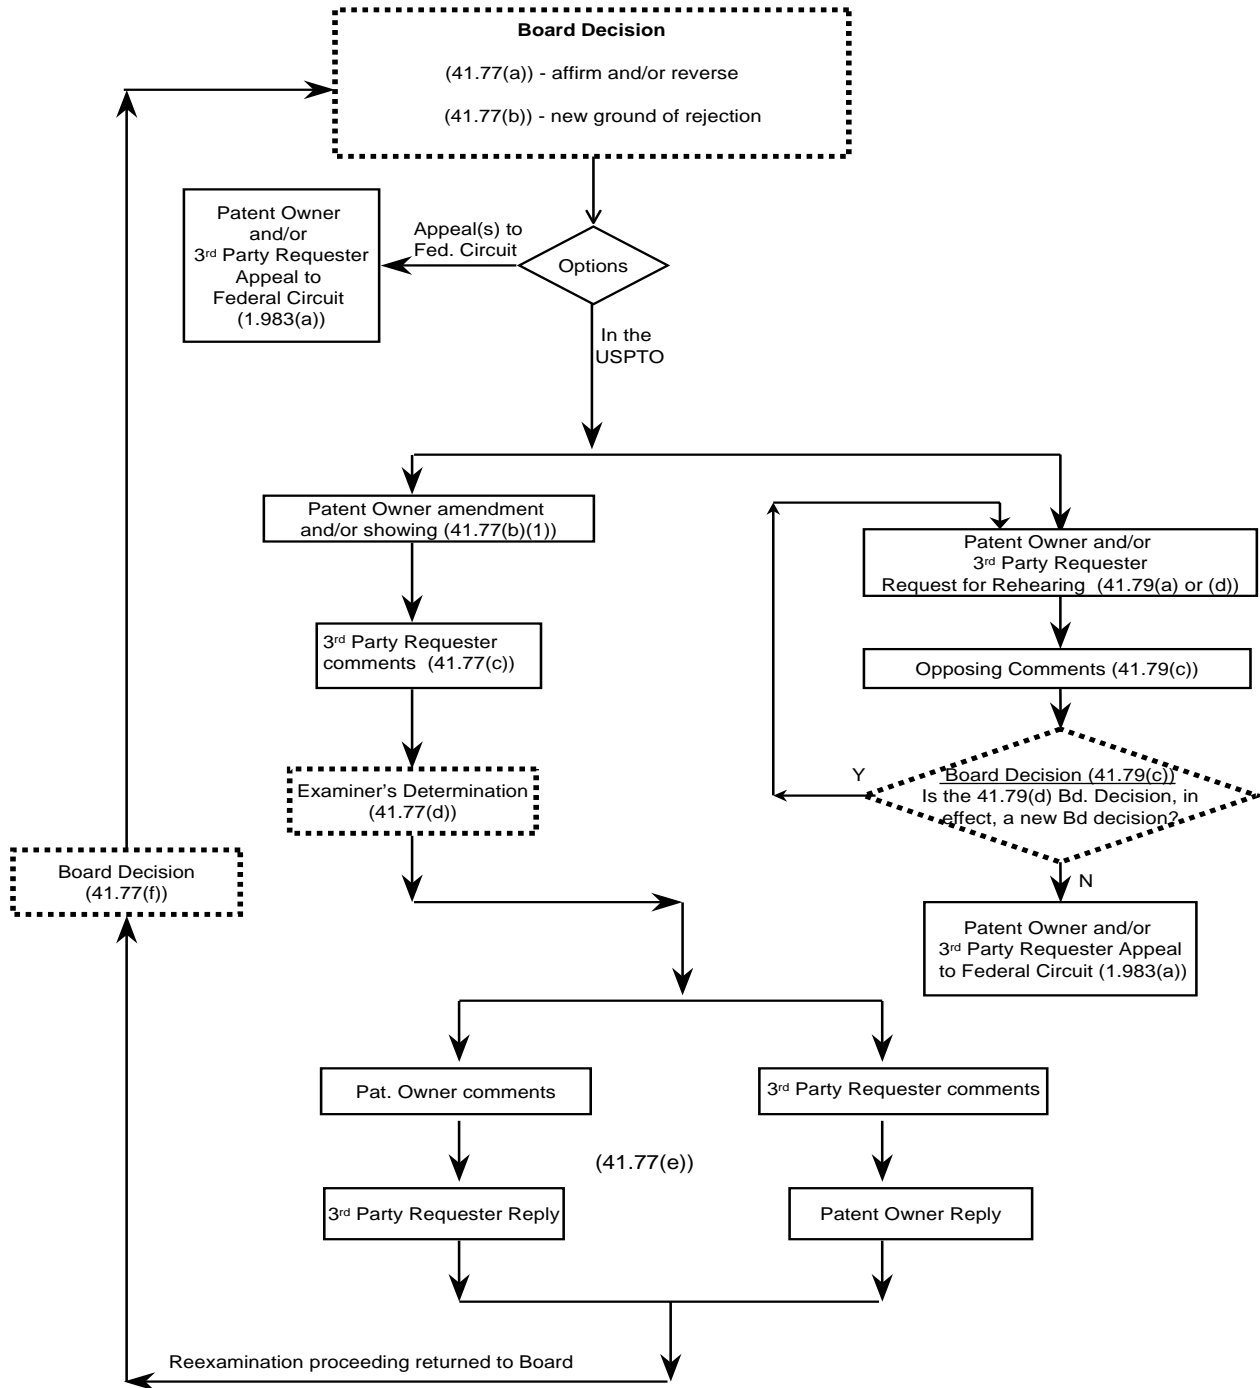 Board Decision
(41.77(a)) - affirm and/or reverse
(41.77(b)) - new ground of rejection
Patent Owner
and/or
3rd Party Requester
Appeal to
Federal Circuit
(1.983(a))
Appeal(s) to
Fed. Circuit
Options
In the
USPTO
Patent Owner amendment
and/or showing (41.77(b)(1))
Patent Owner and/or
3rd Party Requester
Request for Rehearing (41.79(a) or (d))
3rd Party Requester
comments (41.77(c))
Opposing Comments (41.79(c))
Examiner's Determination
(41.77(d))
Y
Board Decision (41.79(c))
Is the 41.79(d) Bd. Decision, in
effect, a new Bd decision?
N
Board Decision
(41.77(f))
Patent Owner and/or
3rd Party Requester Appeal
to Federal Circuit (1.983(a))
Pat. Owner comments
3rd Party Requester comments
(41.77(e))
3rd Party Requester Reply
Patent Owner Reply
Reexamination proceeding returned to Board